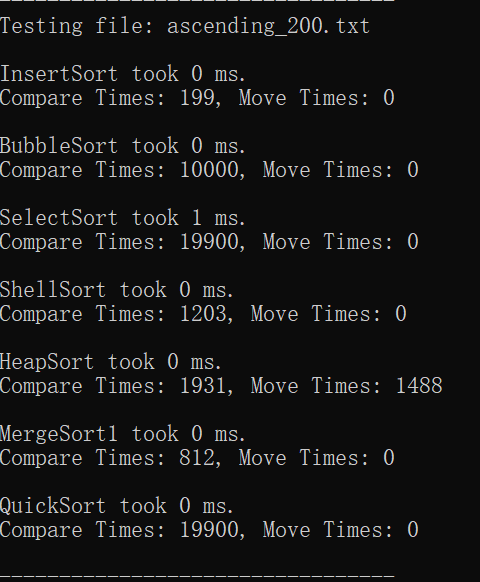 ---------------------------------
Testing file: ascending_200.txt
InsertSort took 0 ms.
Compare Times: 199, Move Times: 0
BubbleSort took 0 ms.
Compare Times: 10000, Move Times: 0
SelectSort took 1 ms.
Compare Times: 19900, Move Times: 0
ShellSort took 0 ms.
Compare Times: 1203, Move Times: 0
HeapSort took 0 ms.
Compare Times: 1931, Move Times: 1488
MergeSort1 took 0 ms.
Compare Times: 812, Move Times: 0
QuickSort took 0 ms.
Compare Times: 19900, Move Times: 0
---------------------------------